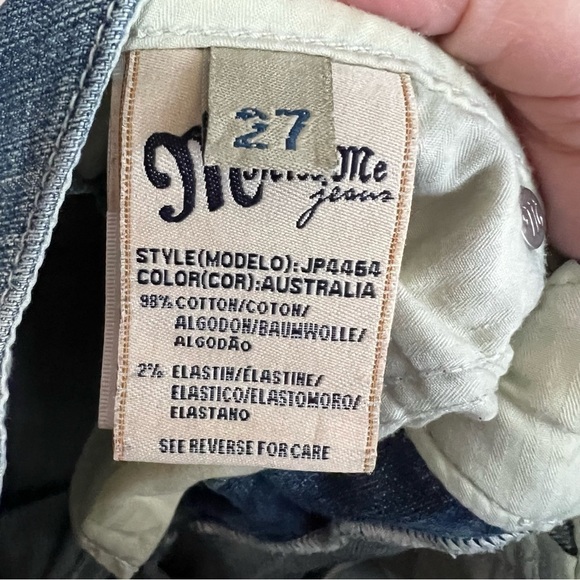 27
Me
jeans
STYLE(MODELO):JP4464
COLOR(COR):AUSTRALIA
98% COTTON/COTON/
ALGODON/BAUMWOLLE/
ALGODÃO
2% ELASTIN/ÉLASTINE/
ELASTICO/ELASTOMORO/
ELASTANO
SEE REVERSE FOR CARE